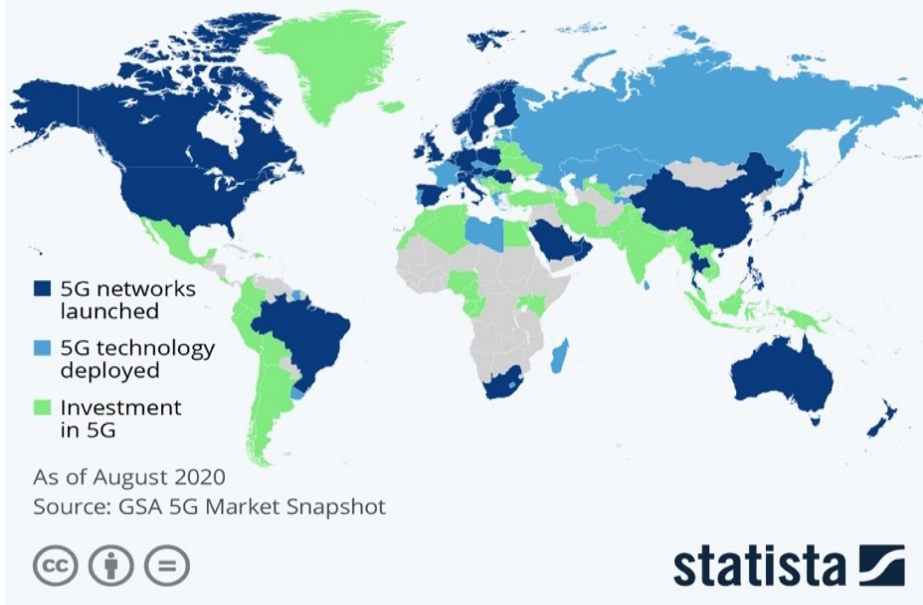 5G networks
launched
5G technology
deployed
Investment
in 5G
As of August 2020
Source: GSA 5G Market Snapshot
cc
statista